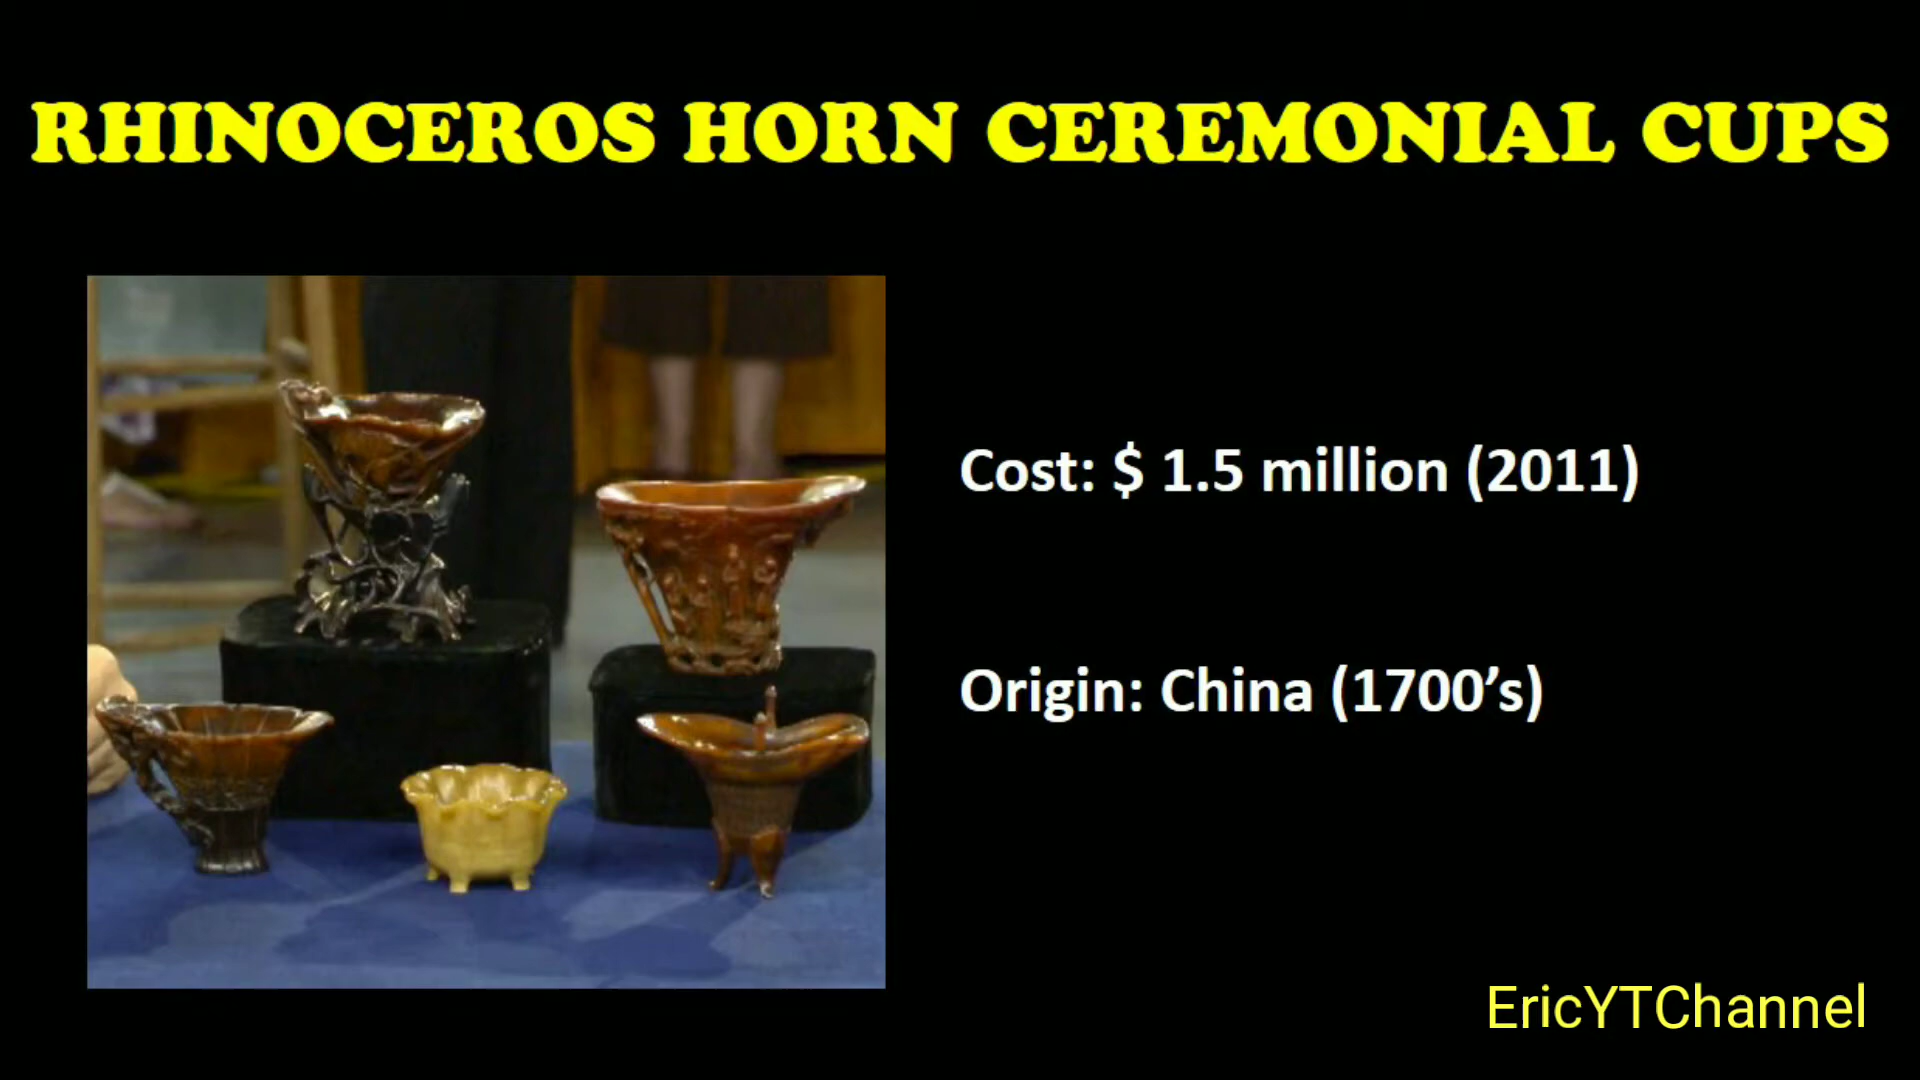 RHINOCEROS HORN CEREMONIAL CUPS
Cost: $ 1.5 million (2011)
Origin: China (1700’s)
EricYTChannel